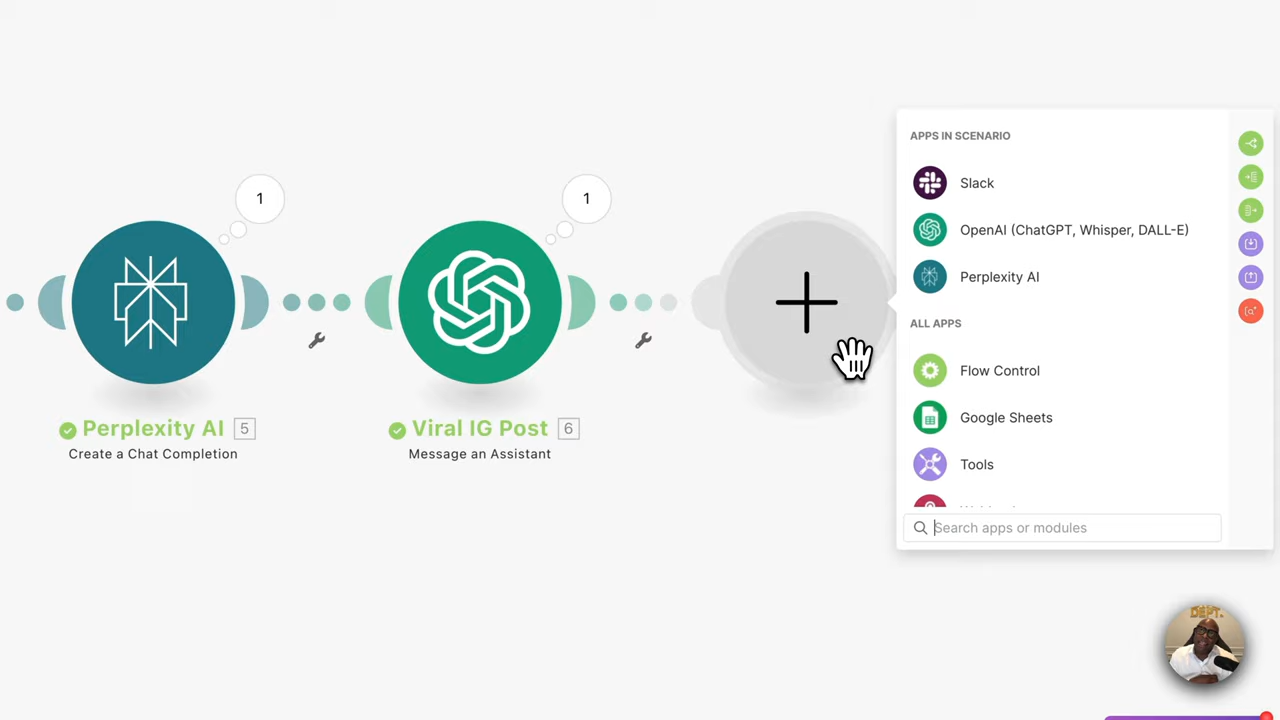 1
1
Perplexity AI 5
Create a Chat Completion
Viral IG Post 6
Message an Assistant
APPS IN SCENARIO
Slack
OpenAI (ChatGPT, Whisper, DALL-E)
Perplexity AI
ALL APPS
Flow Control
Google Sheets
Tools
Search apps or modules
DEPT.